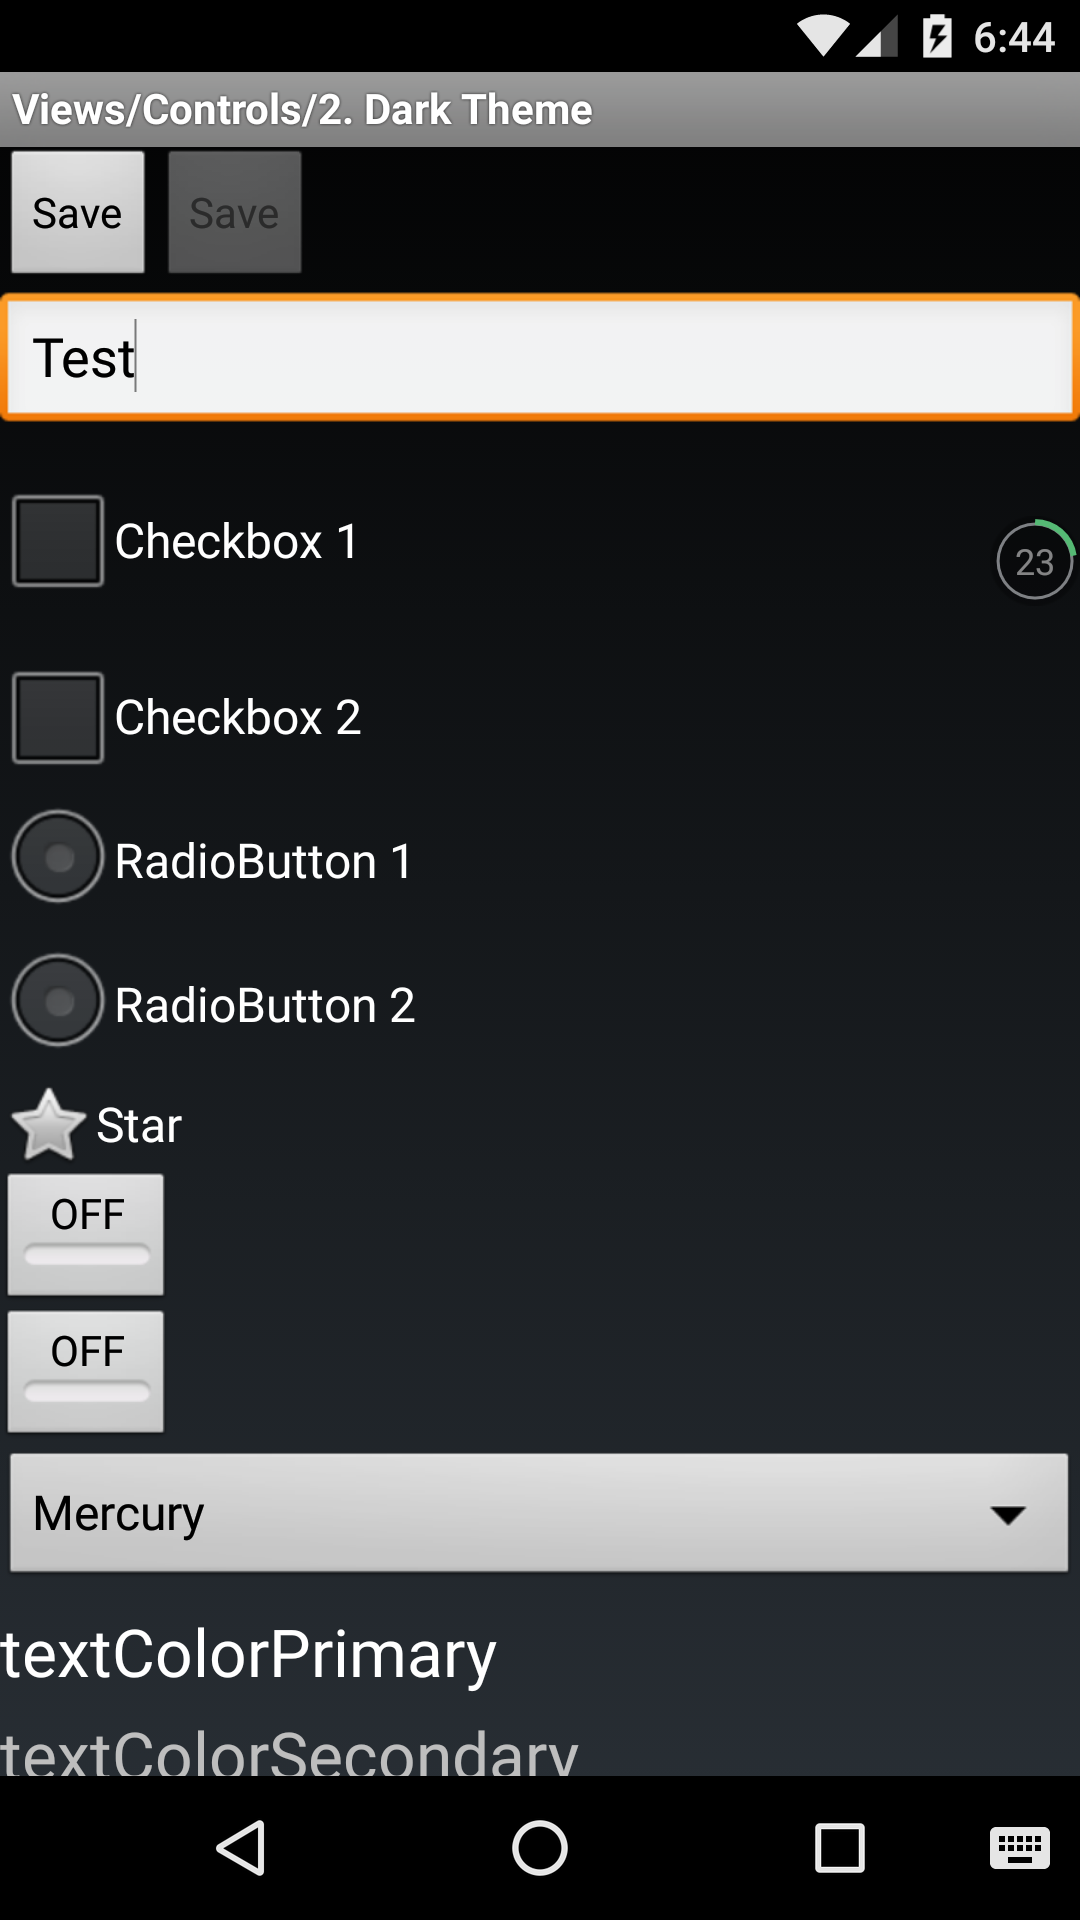 6:44
Views/Controls/2. Dark Theme
Save Save
Test
Checkbox 1
23
Checkbox 2
RadioButton 1
RadioButton 2
Star
OFF
OFF
Mercury
textColorPrimary
textColorSecondary